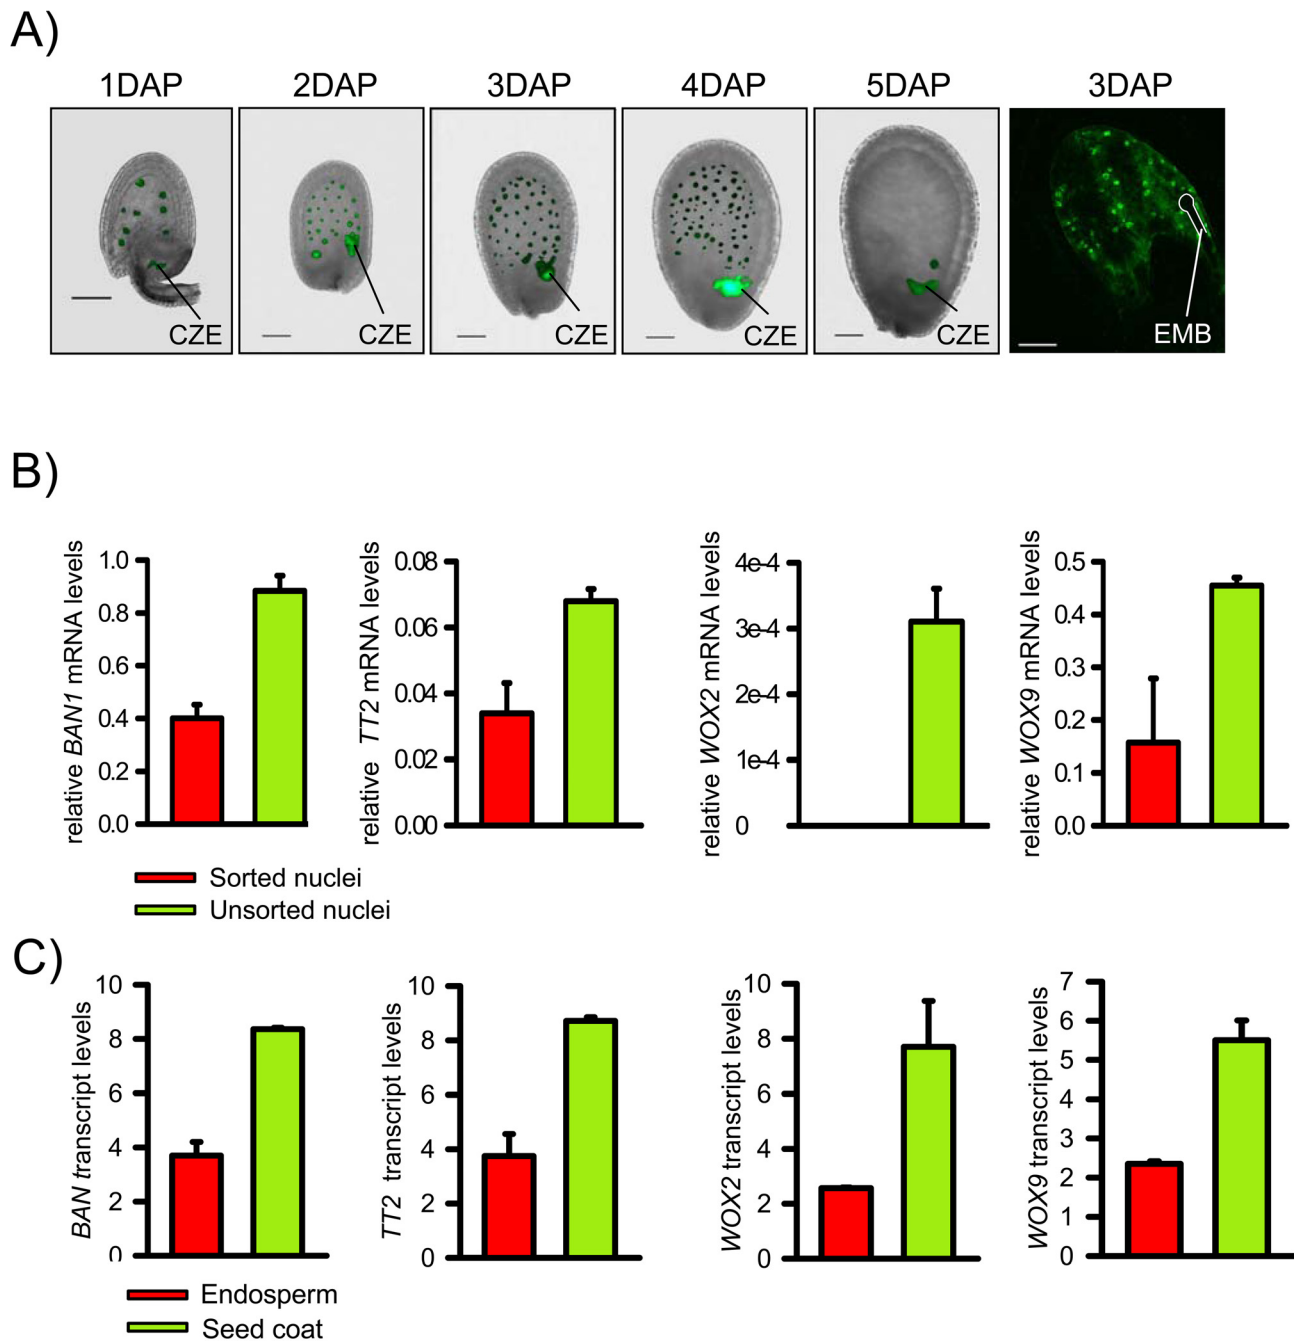 A)
1DAP 2DAP 3DAP 4DAP 5DAP 3DAP
CZE CZE CZE CZE CZE EMB
B)
relative BAN1 mRNA levels
1.0
0.8
0.6
0.4
0.2
0.0
relative TT2 mRNA levels
0.08
0.06
0.04
0.02
0.00
relative WOX2 mRNA levels
4e-4
3e-4
2e-4
1e-4
0
relative WOX9 mRNA levels
0.5
0.4
0.3
0.2
0.1
0.0
Sorted nuclei
Unsorted nuclei
C)
BAN transcript levels
10
8
6
4
2
0
TT2 transcript levels
10
8
6
4
2
0
WOX2 transcript levels
10
8
6
4
2
0
WOX9 transcript levels
7
6
5
4
3
2
1
0
Endosperm
Seed coat